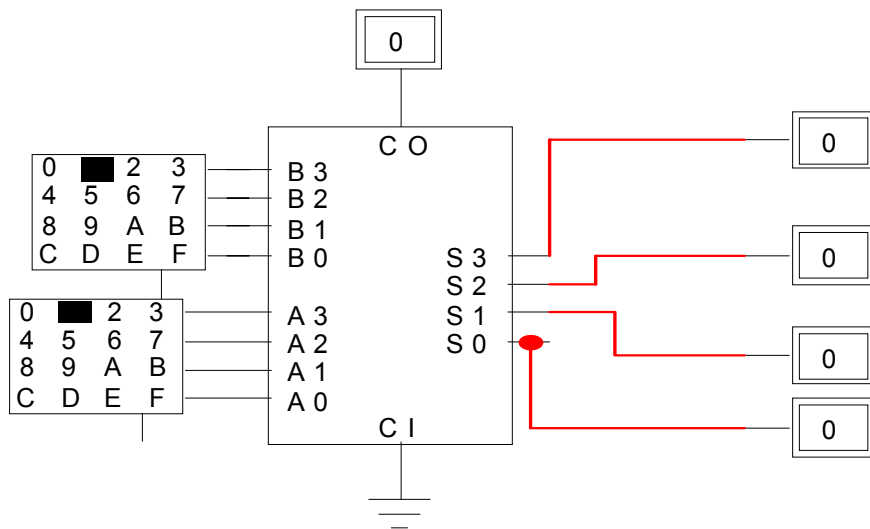 0
C O
0 2 3
4 5 6 7
8 9 A B
C D E F
B 3
B 2
B 1
B 0
0 2 3
4 5 6 7
8 9 A B
C D E F
A 3
A 2
A 1
A 0
S 3
S 2
S 1
S 0
C I
0
0
0
0